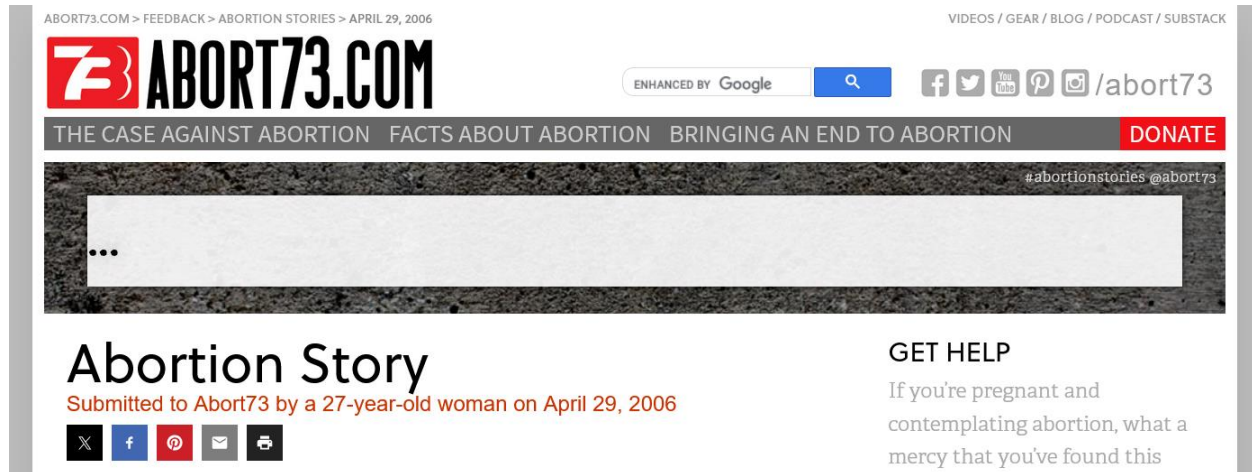 ABORT73.COM > FEEDBACK > ABORTION STORIES > APRIL 29, 2006
VIDEOS / GEAR / BLOG / PODCAST / SUBSTACK
73 ABORT73.COM
ENHANCED BY Google
/abort73
THE CASE AGAINST ABORTION FACTS ABOUT ABORTION BRINGING AN END TO ABORTION DONATE
#abortionstories @abort73
...
Abortion Story
Submitted to Abort73 by a 27-year-old woman on April 29, 2006
GET HELP
If you're pregnant and
contemplating abortion, what a
mercy that you've found this